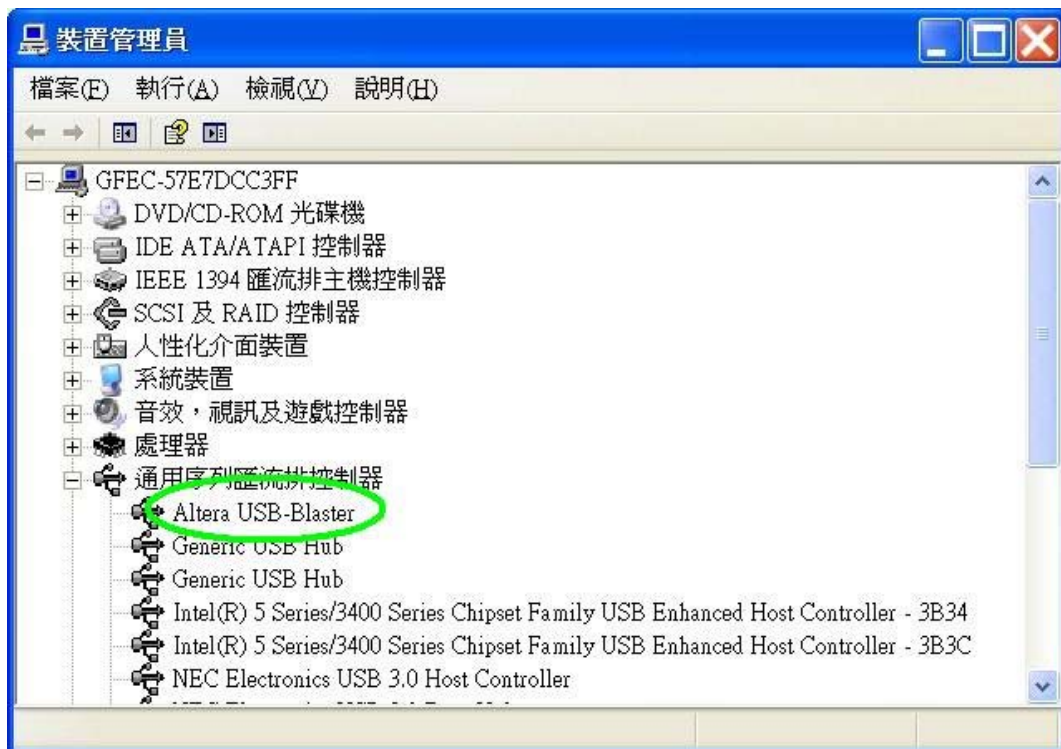 裝置管理員
檔案(F) 執行(A) 檢視(V) 說明(H)
GFEC-57E7DCC3FF
DVD/CD-ROM 光碟機
IDE ATA/ATAPI 控制器
IEEE 1394 匯流排主機控制器
SCSI 及 RAID 控制器
人性化介面裝置
系統裝置
音效，視訊及遊戲控制器
處理器
通用序列匯流排控制器
Altera USB-Blaster
Generic USB Hub
Generic USB Hub
Intel(R) 5 Series/3400 Series Chipset Family USB Enhanced Host Controller - 3B34
Intel(R) 5 Series/3400 Series Chipset Family USB Enhanced Host Controller - 3B3C
NEC Electronics USB 3.0 Host Controller